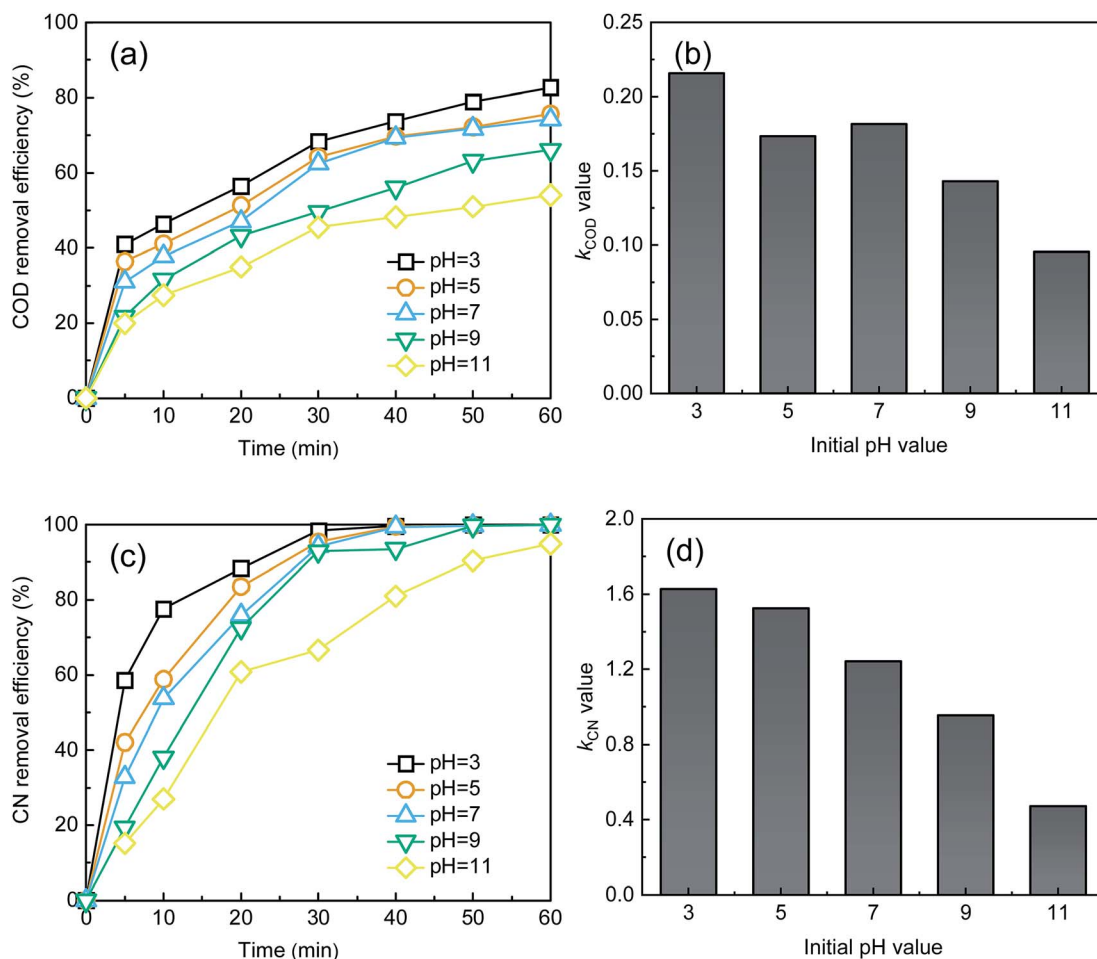 (a)
COD removal efficiency (%)
100
80
60
40
20
0
pH=3
pH=5
pH=7
pH=9
pH=11
0 10 20 30 40 50 60
Time (min)
(b)
k_COD value
0.25
0.20
0.15
0.10
0.05
0.00
3 5 7 9 11
Initial pH value
(c)
CN removal efficiency (%)
100
80
60
40
20
0
pH=3
pH=5
pH=7
pH=9
pH=11
0 10 20 30 40 50 60
Time (min)
(d)
k_CN value
2.0
1.6
1.2
0.8
0.4
0.0
3 5 7 9 11
Initial pH value